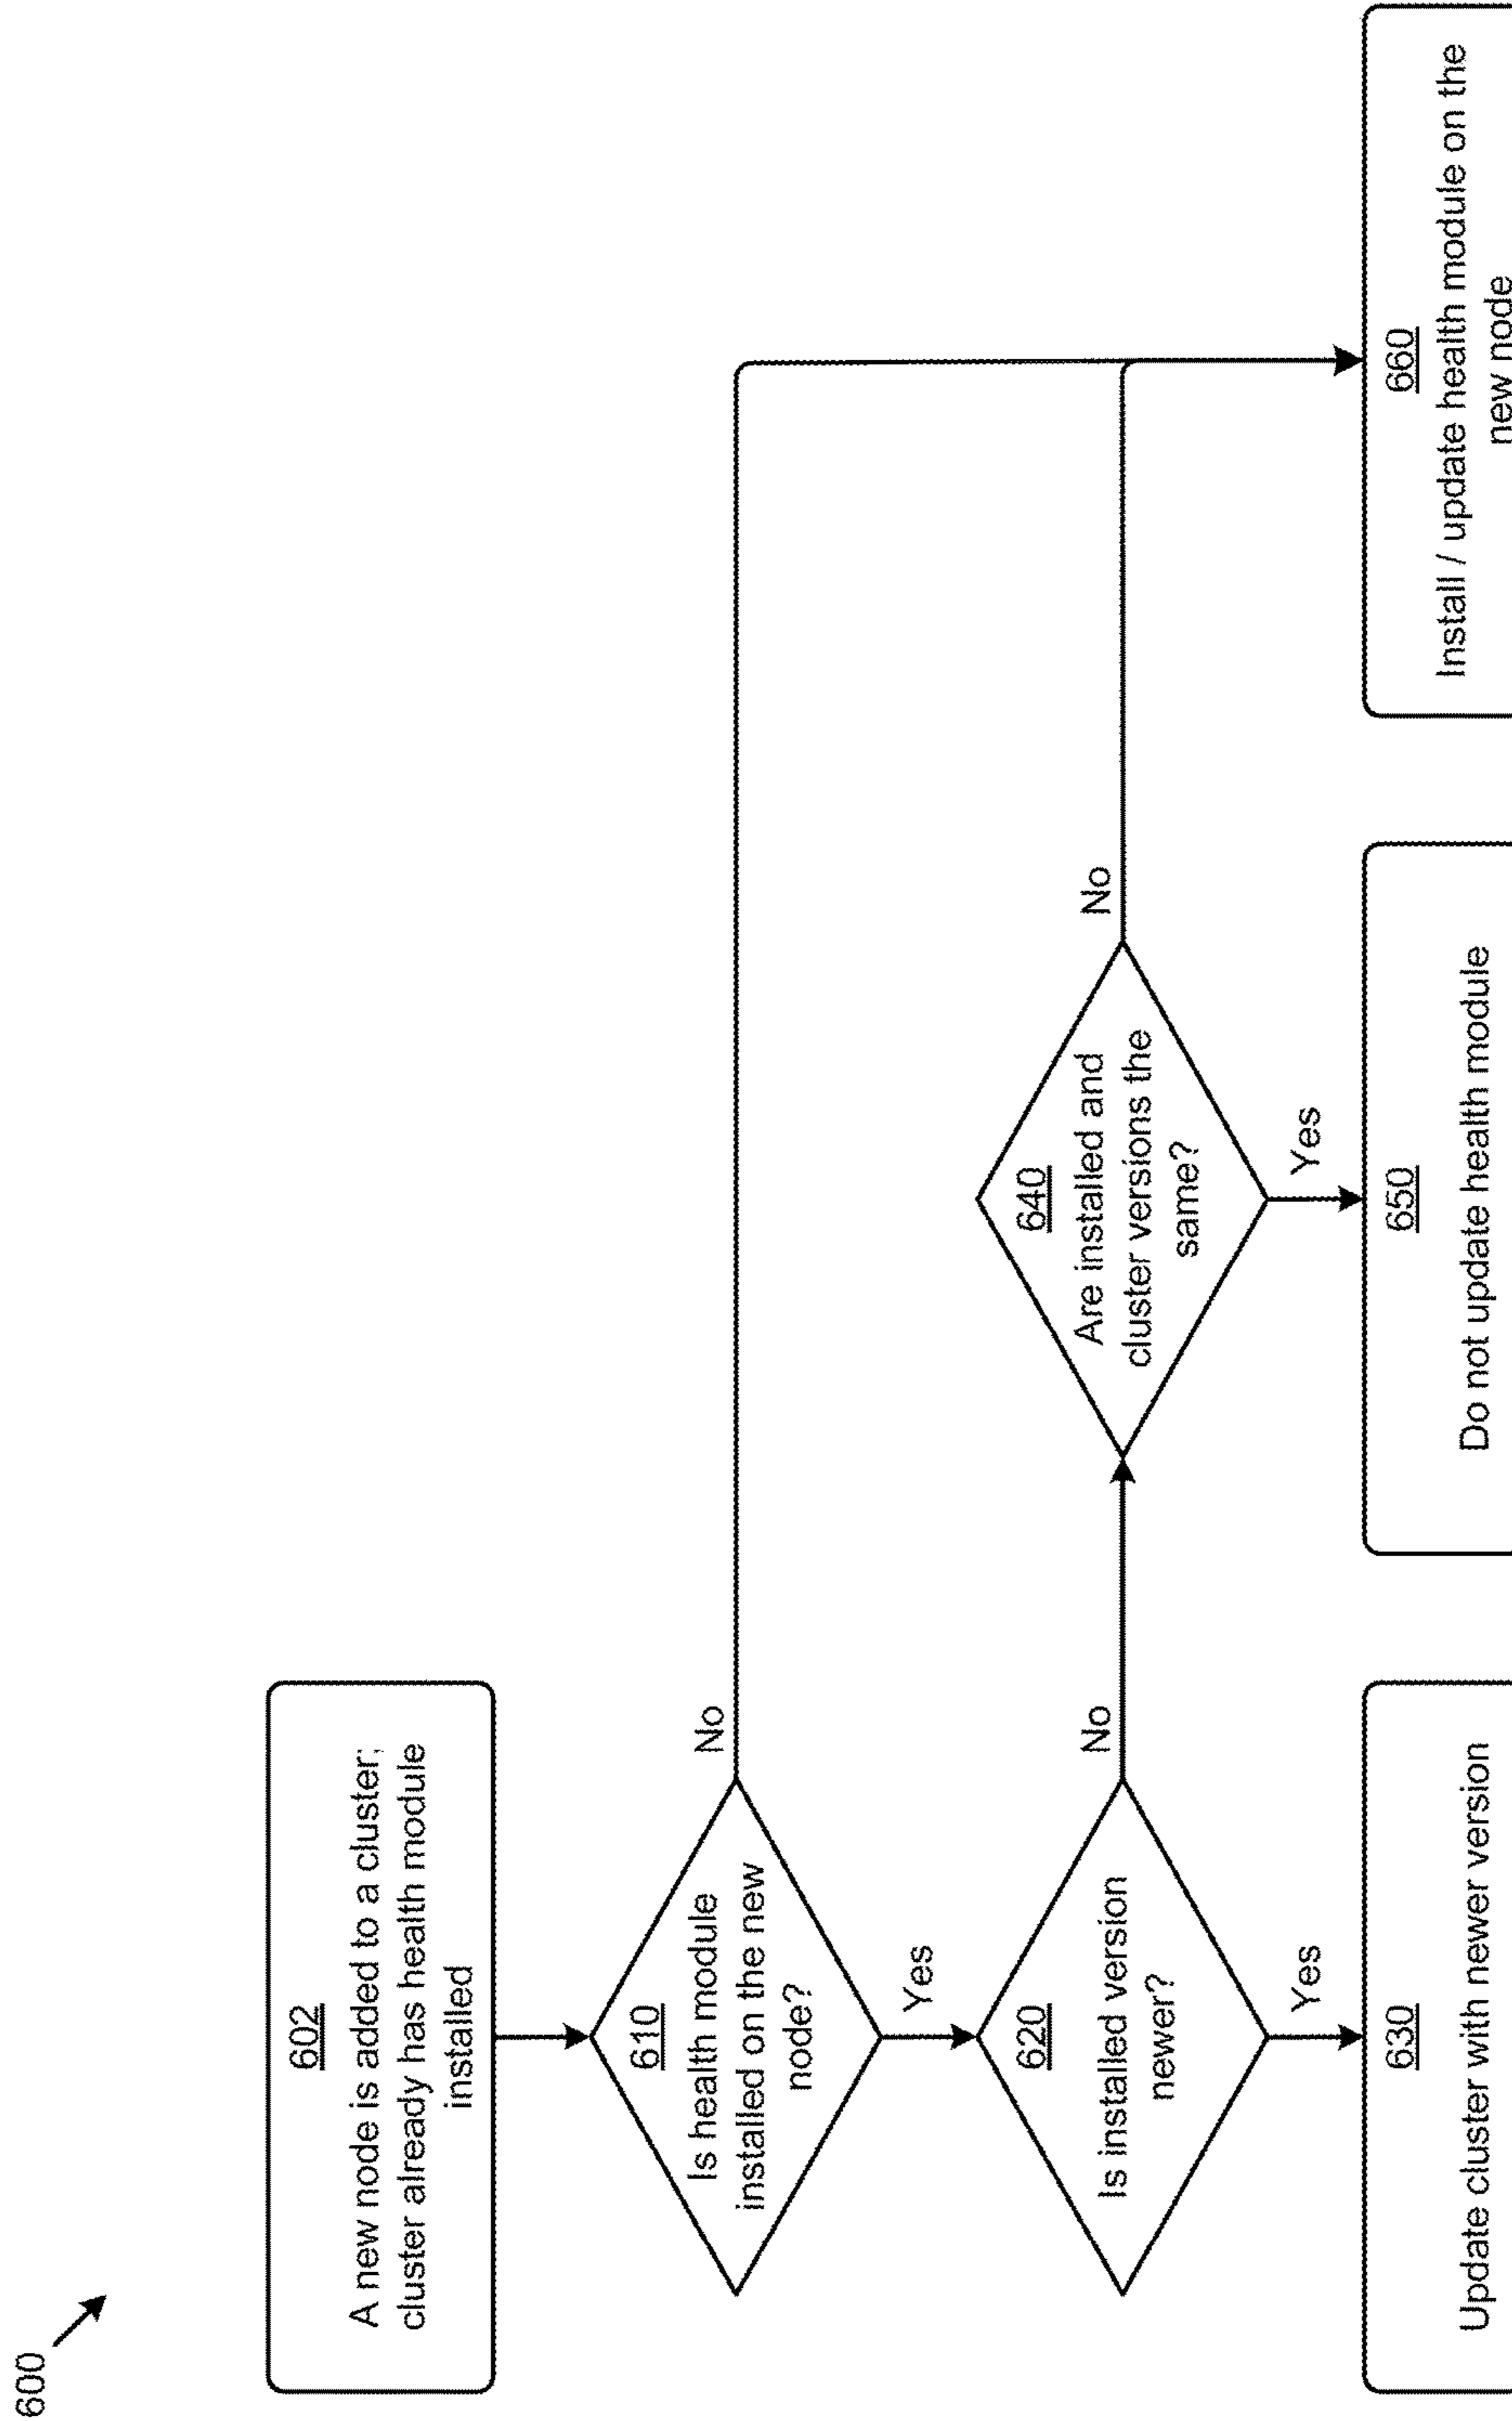 600
602
A new node is added to a cluster;
cluster already has health module
installed
610
Is health module
installed on the new
node?
No
Yes
620
Is installed version
newer?
No
Yes
640
Are installed and
cluster versions the
same?
No
Yes
630
Update cluster with newer version
650
Do not update health module
660
Install / update health module on the
new node